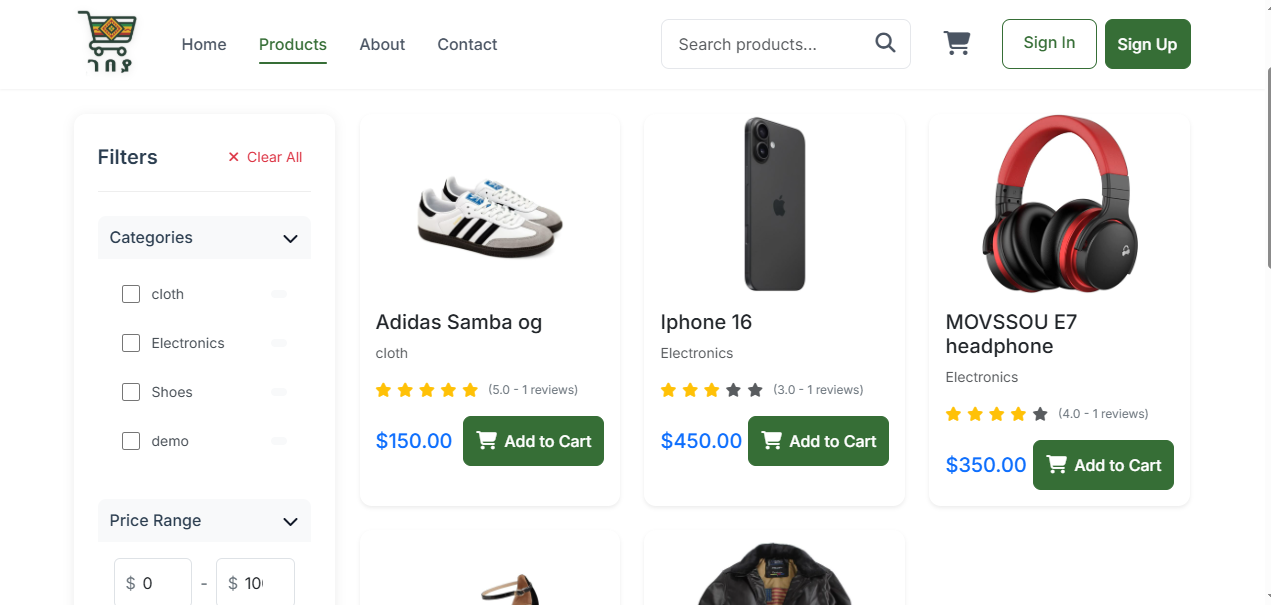 Home
Products
About
Contact
Search products...
Sign In
Sign Up
Filters
Clear All
Categories
cloth
Electronics
Shoes
demo
Price Range
$ 0 - $ 10
Adidas Samba og
cloth
(5.0 - 1 reviews)
$150.00
Add to Cart
Iphone 16
Electronics
(3.0 - 1 reviews)
$450.00
Add to Cart
MOVSSOU E7
headphone
Electronics
(4.0 - 1 reviews)
$350.00
Add to Cart